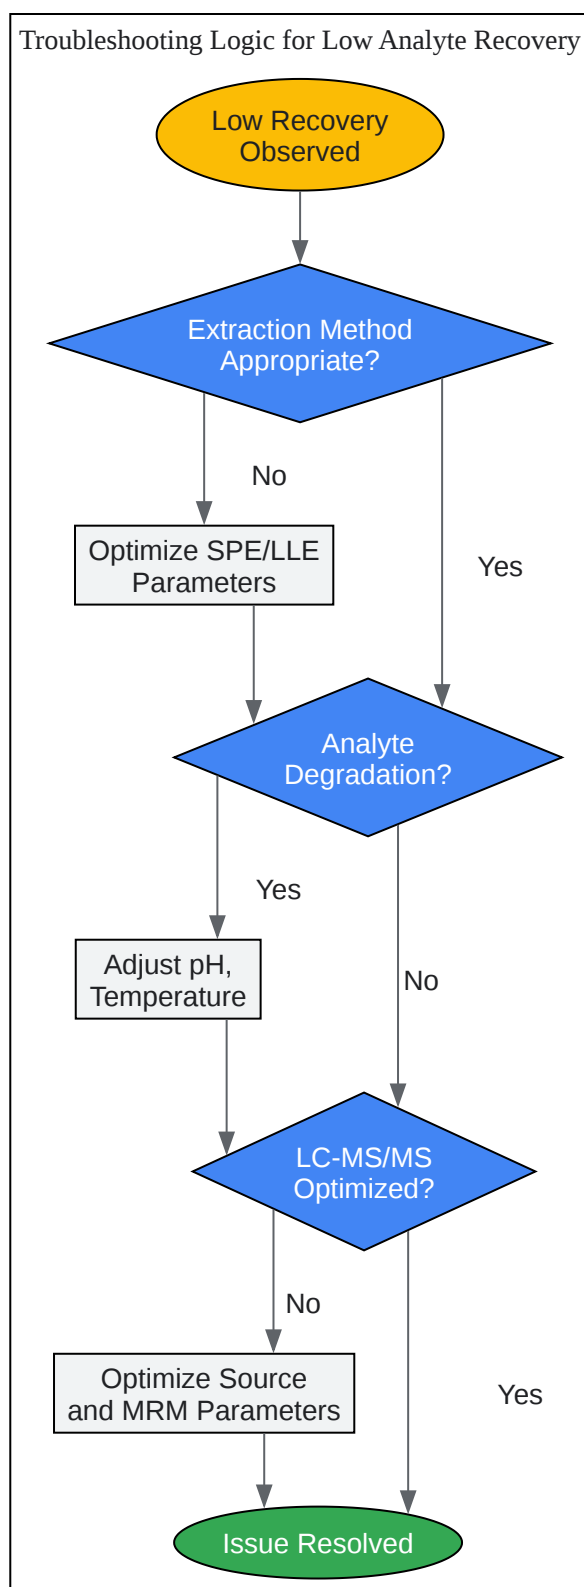 Troubleshooting Logic for Low Analyte Recovery
Low Recovery
Observed
Extraction Method
Appropriate?
No
Optimize SPE/LLE
Parameters
Yes
Analyte
Degradation?
Yes
Adjust pH,
Temperature
No
LC-MS/MS
Optimized?
No
Optimize Source
and MRM Parameters
Yes
Issue Resolved